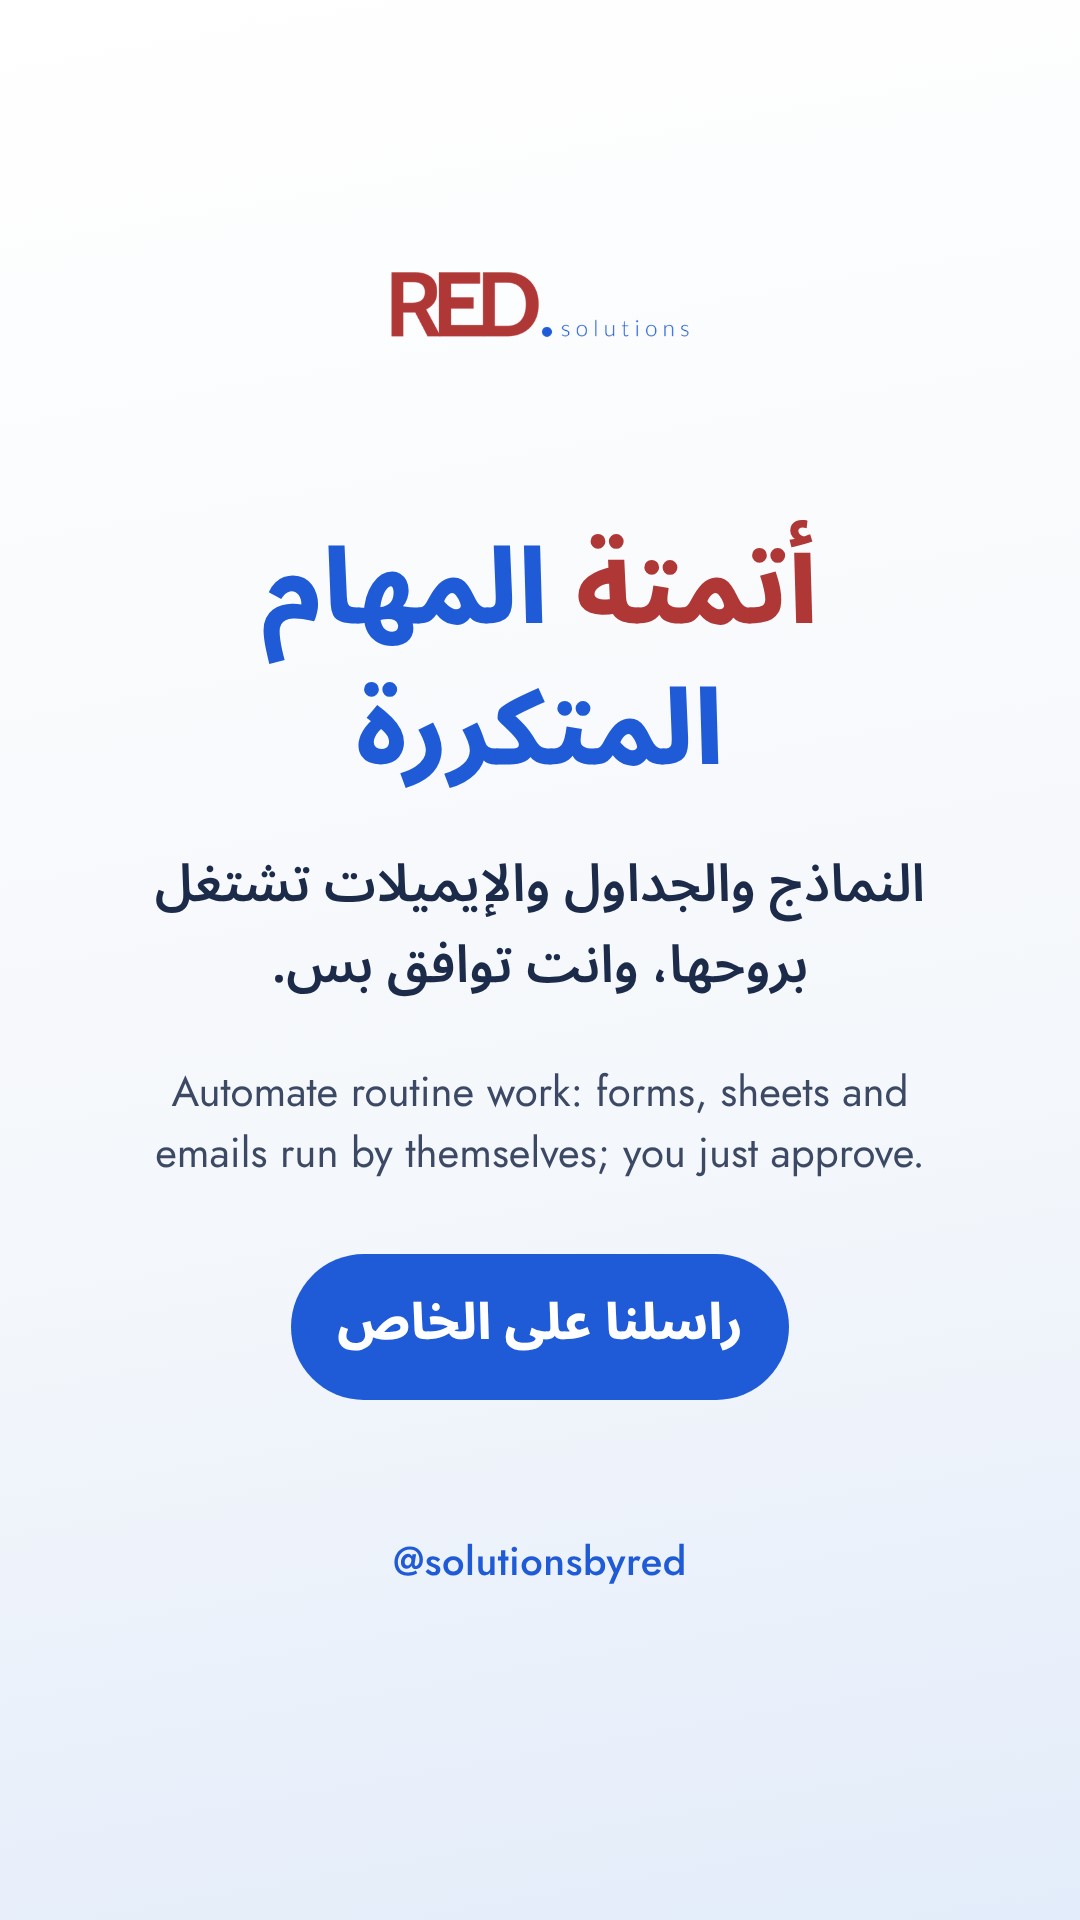 RED.solutions
أتمتة المهام
المتكررة
النماذج والجداول والإيميلات تشتغل
بروحها، وانت توافق بس.
Automate routine work: forms, sheets and
emails run by themselves; you just approve.
راسلنا على الخاص
@solutionsbyred